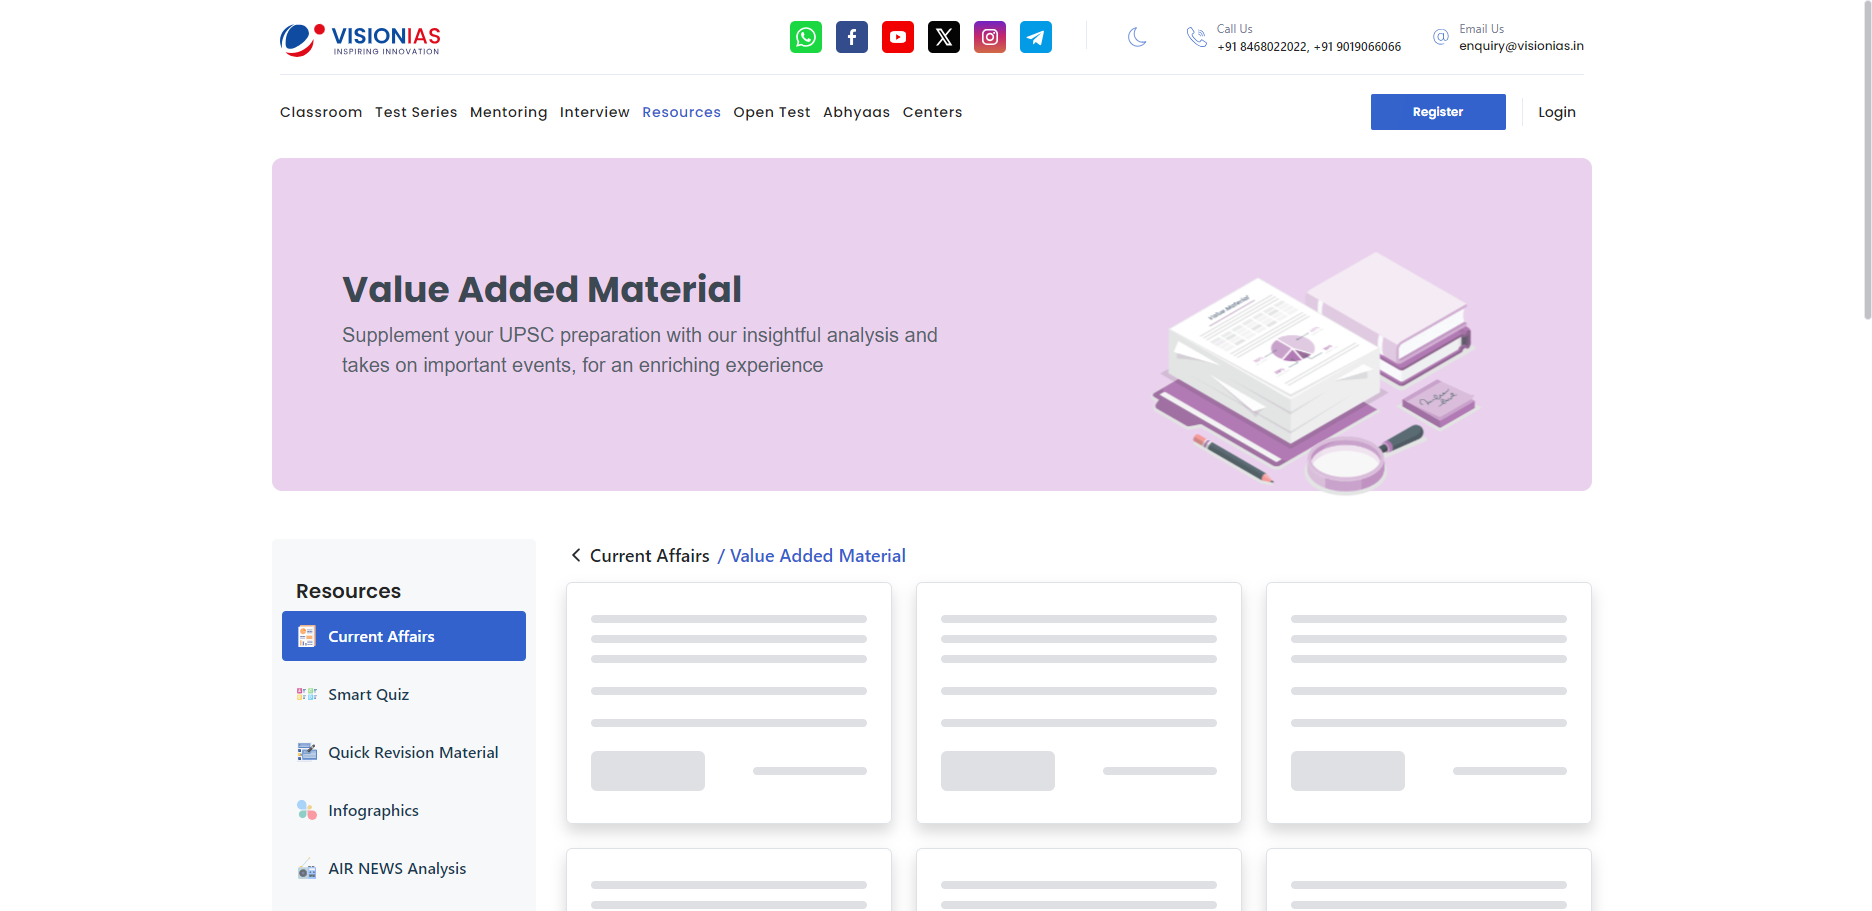 VISIONIAS
INSPIRING INNOVATION
Call Us
+91 8468022022, +91 9019066066
Email Us
enquiry@visionias.in
Classroom Test Series Mentoring Interview Resources Open Test Abhyaas Centers
Register
Login
Value Added Material
Supplement your UPSC preparation with our insightful analysis and
takes on important events, for an enriching experience
Resources
Current Affairs
Smart Quiz
Quick Revision Material
Infographics
AIR NEWS Analysis
Current Affairs / Value Added Material